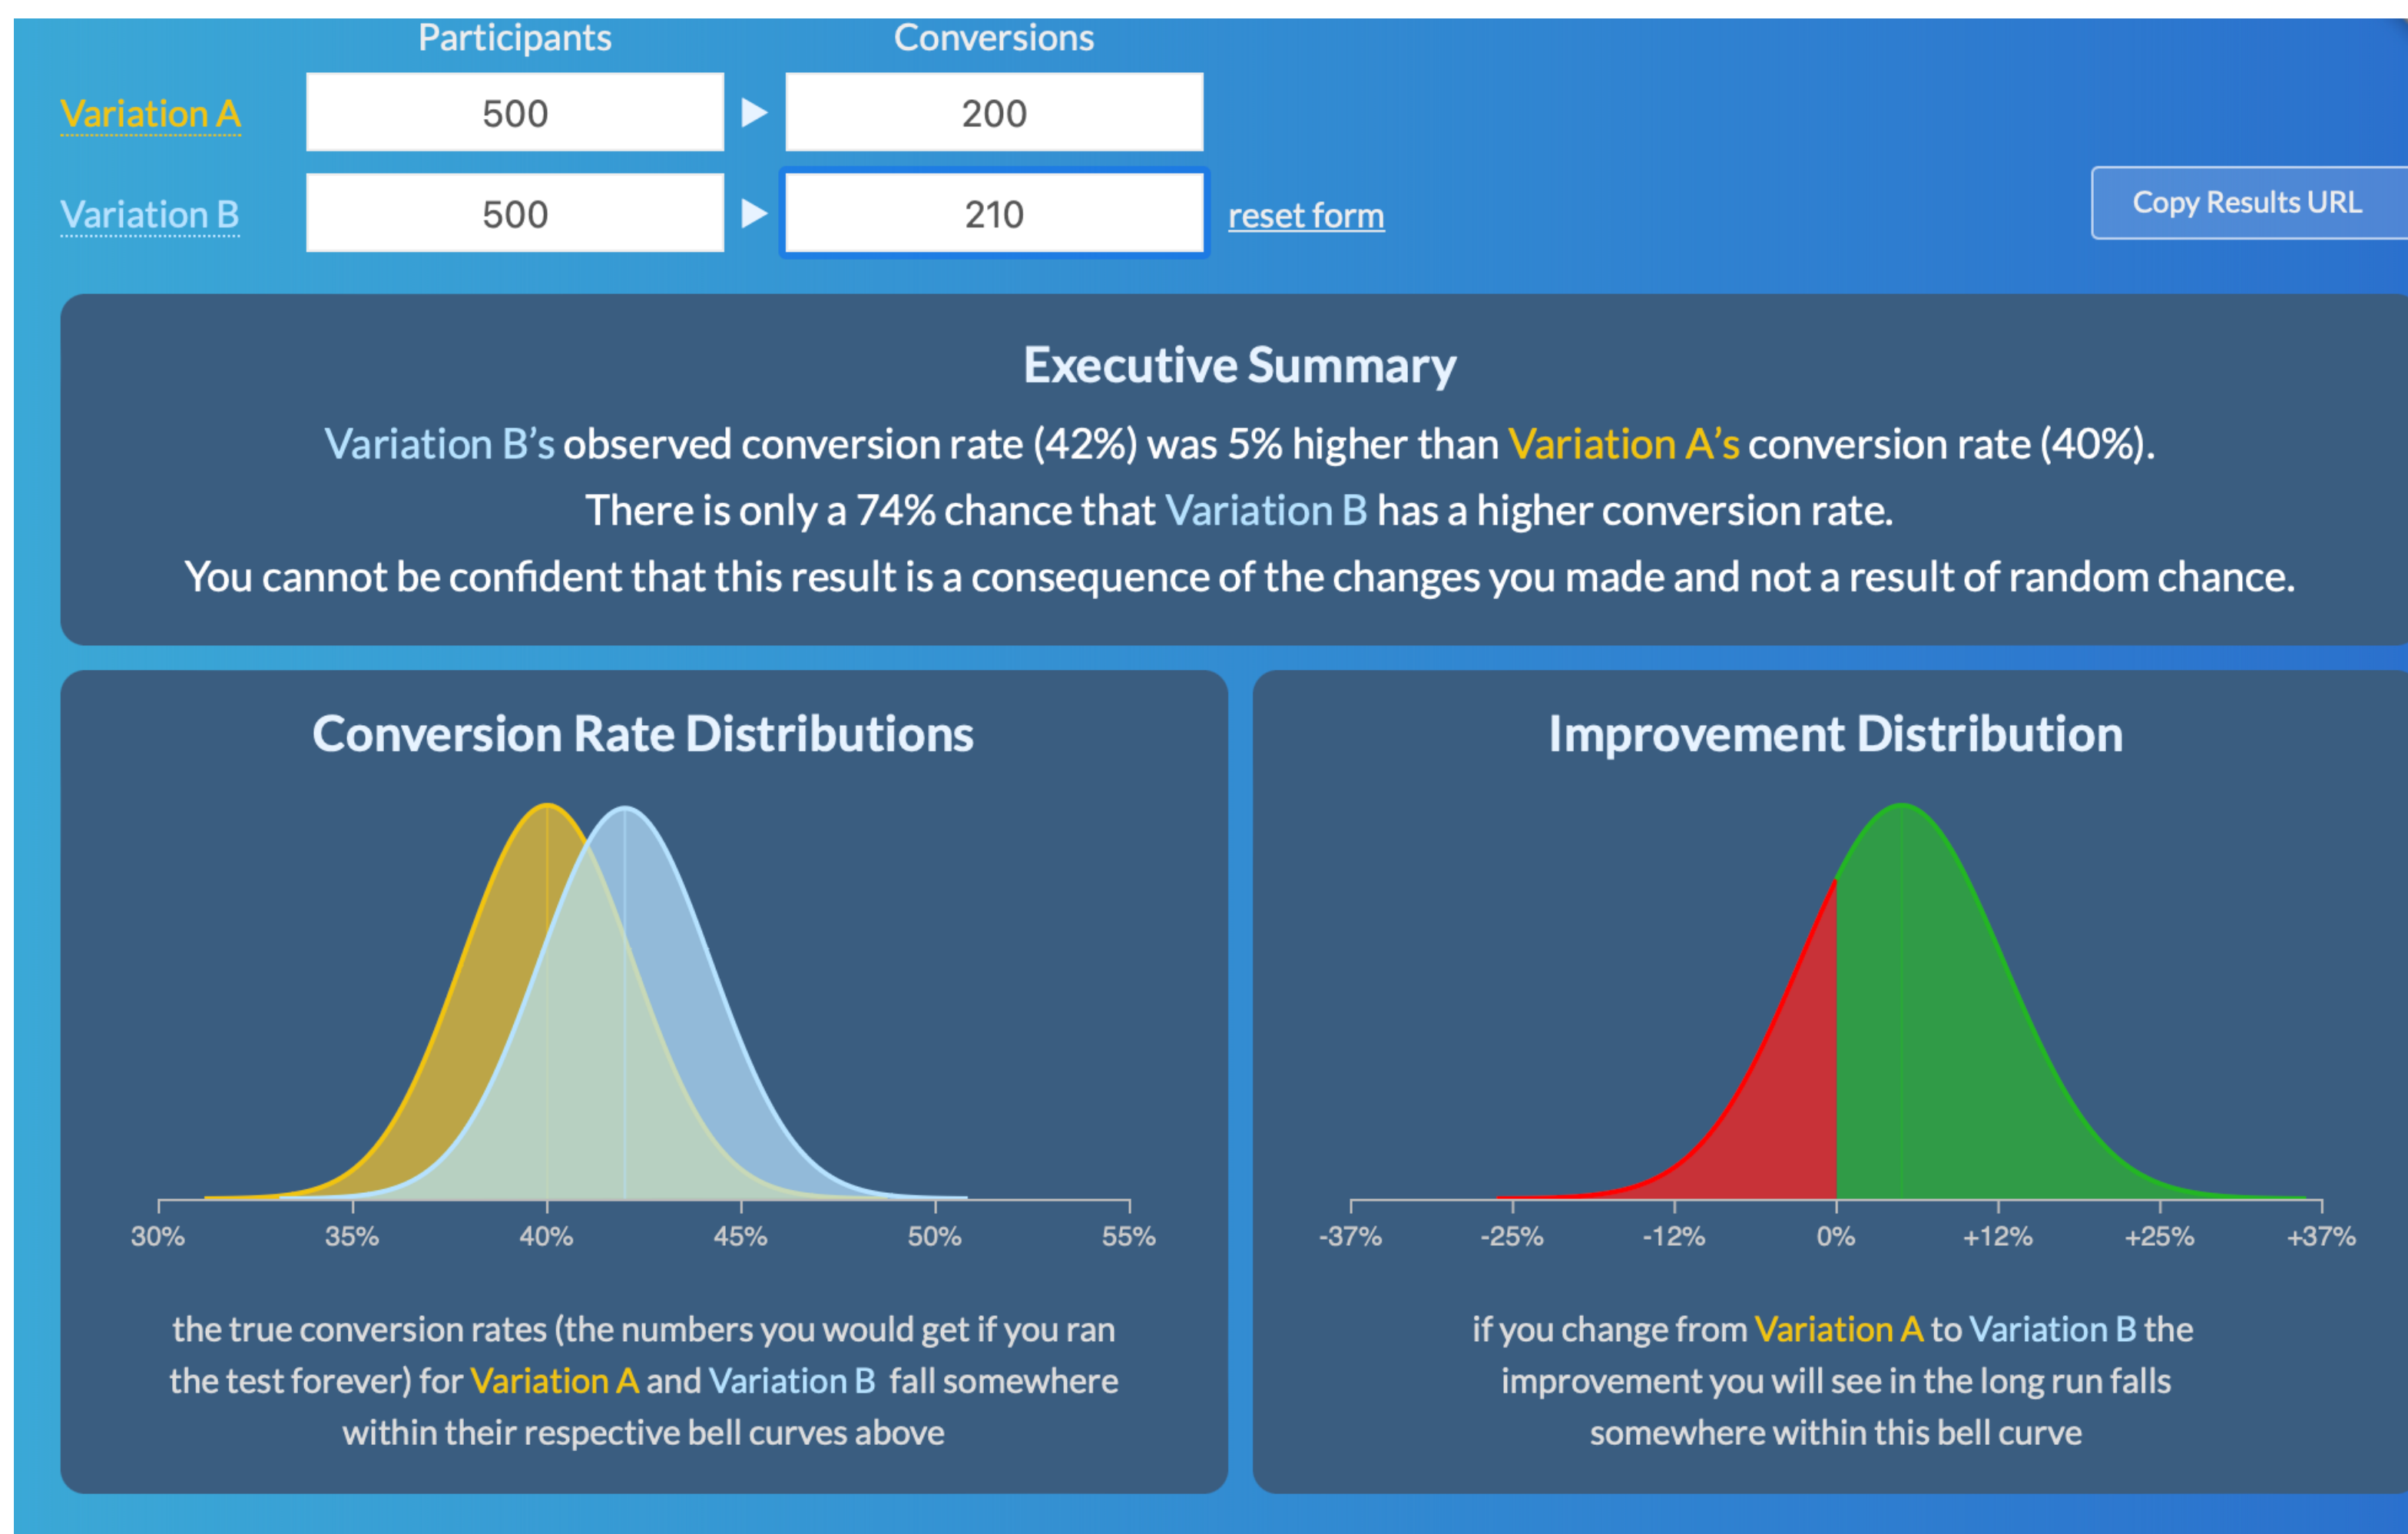 Participants Conversions
Variation A 500 200
Variation B 500 210 reset form Copy Results URL
Executive Summary
Variation B’s observed conversion rate (42%) was 5% higher than Variation A’s conversion rate (40%).
There is only a 74% chance that Variation B has a higher conversion rate.
You cannot be confident that this result is a consequence of the changes you made and not a result of random chance.
Conversion Rate Distributions
30% 35% 40% 45% 50% 55%
the true conversion rates (the numbers you would get if you ran
the test forever) for Variation A and Variation B fall somewhere
within their respective bell curves above
Improvement Distribution
-37% -25% -12% 0% +12% +25% +37%
if you change from Variation A to Variation B the
improvement you will see in the long run falls
somewhere within this bell curve